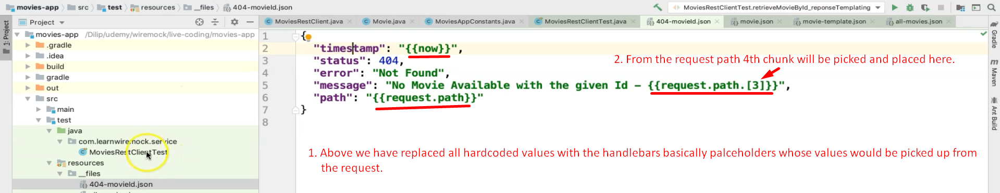 movies-app src test resources __files 404-movieId.json MoviesRestClientTest.retrieveMovieById_reponseTemplating
Project MoviesRestClient.java Movie.java MoviesAppConstants.java MoviesRestClientTest.java 404-movieId.json movie.json movie-template.json all-movies.json
1: Project
Gradle
Maven
Ant Build
movies-app /Dilip/udemy/wiremock/live-coding/movies-app
.gradle
.idea
build
gradle
out
src
main
test
java
com.learnwiremock.service
MoviesRestClientTest
resources
__files
404-movieId.json
1 {
2 "timestamp": "{{now}}",
3 "status": 404,
4 "error": "Not Found",
5 "message": "No Movie Available with the given Id - {{request.path.[3]}}",
6 "path": "{{request.path}}"
7 }
8
2. From the request path 4th chunk will be picked and placed here.
1. Above we have replaced all hardcoded values with the handlebars basically palceholders whose values would be picked up from
the request.